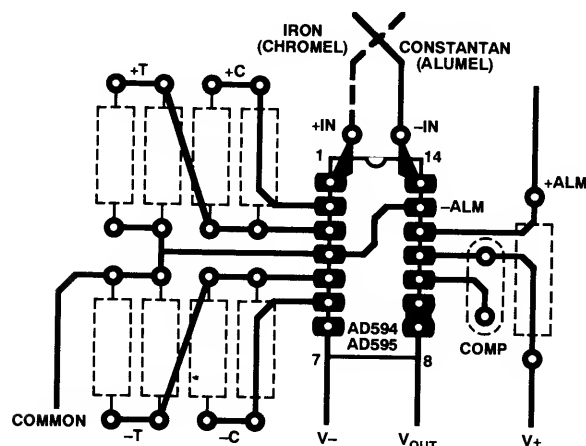 IRON
(CHROMEL)
CONSTANTAN
(ALUMEL)
+T
+C
+IN
–IN
1
14
+ALM
–ALM
AD594
AD595
COMP
7
8
COMMON
–T
–C
V–
VOUT
V+
*